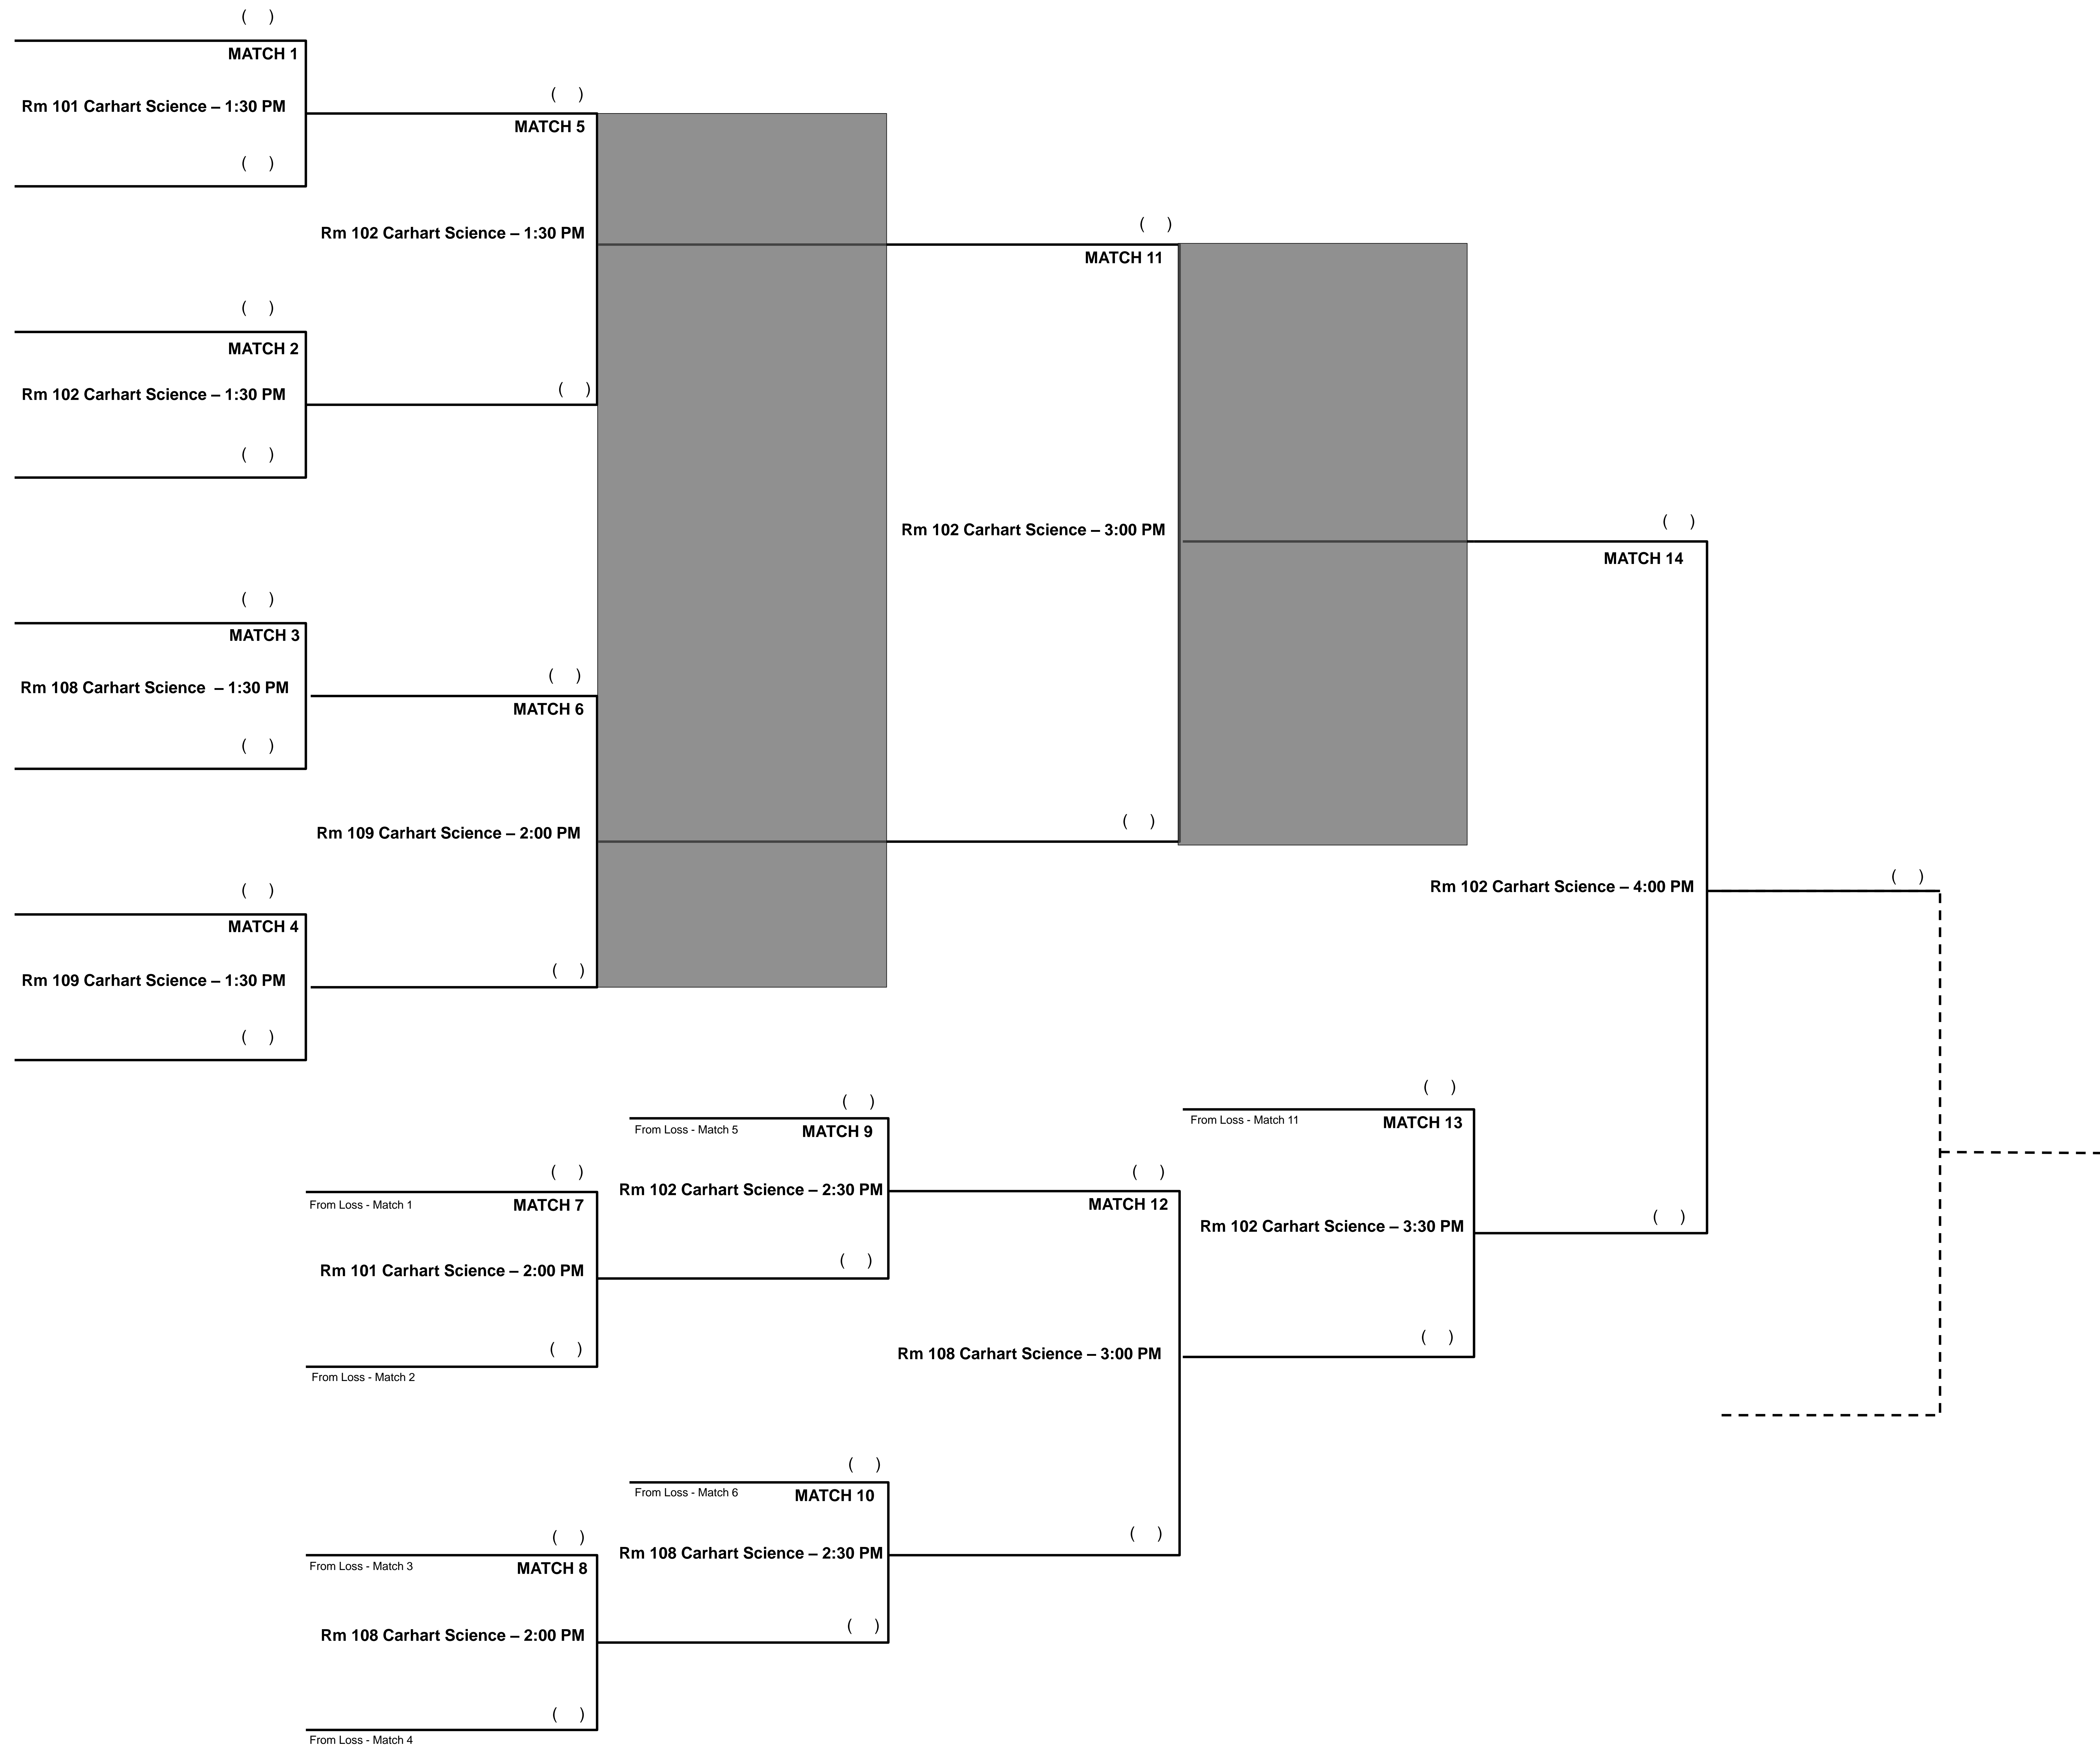 ( )
MATCH 1
Rm 101 Carhart Science – 1:30 PM
( )
( )
MATCH 2
Rm 102 Carhart Science – 1:30 PM
( )
( )
MATCH 3
Rm 108 Carhart Science – 1:30 PM
( )
( )
MATCH 4
Rm 109 Carhart Science – 1:30 PM
( )
( )
MATCH 5
Rm 102 Carhart Science – 1:30 PM
( )
( )
MATCH 6
Rm 109 Carhart Science – 2:00 PM
( )
( )
From Loss - Match 1
MATCH 7
Rm 101 Carhart Science – 2:00 PM
( )
From Loss - Match 2
( )
From Loss - Match 3
MATCH 8
Rm 108 Carhart Science – 2:00 PM
( )
From Loss - Match 4
( )
From Loss - Match 5
MATCH 9
Rm 102 Carhart Science – 2:30 PM
( )
( )
From Loss - Match 6
MATCH 10
Rm 108 Carhart Science – 2:30 PM
( )
( )
MATCH 11
Rm 102 Carhart Science – 3:00 PM
( )
( )
MATCH 12
Rm 108 Carhart Science – 3:00 PM
( )
( )
From Loss - Match 11
MATCH 13
Rm 102 Carhart Science – 3:30 PM
( )
( )
MATCH 14
Rm 102 Carhart Science – 4:00 PM
( )
( )